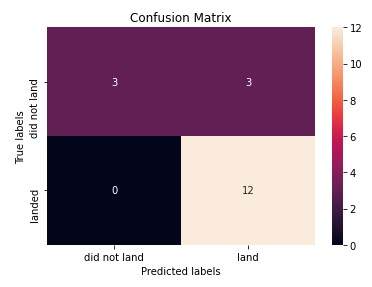 Confusion Matrix
True labels
did not land
landed
3
3
0
12
did not land
land
Predicted labels
12
10
8
6
4
2
0